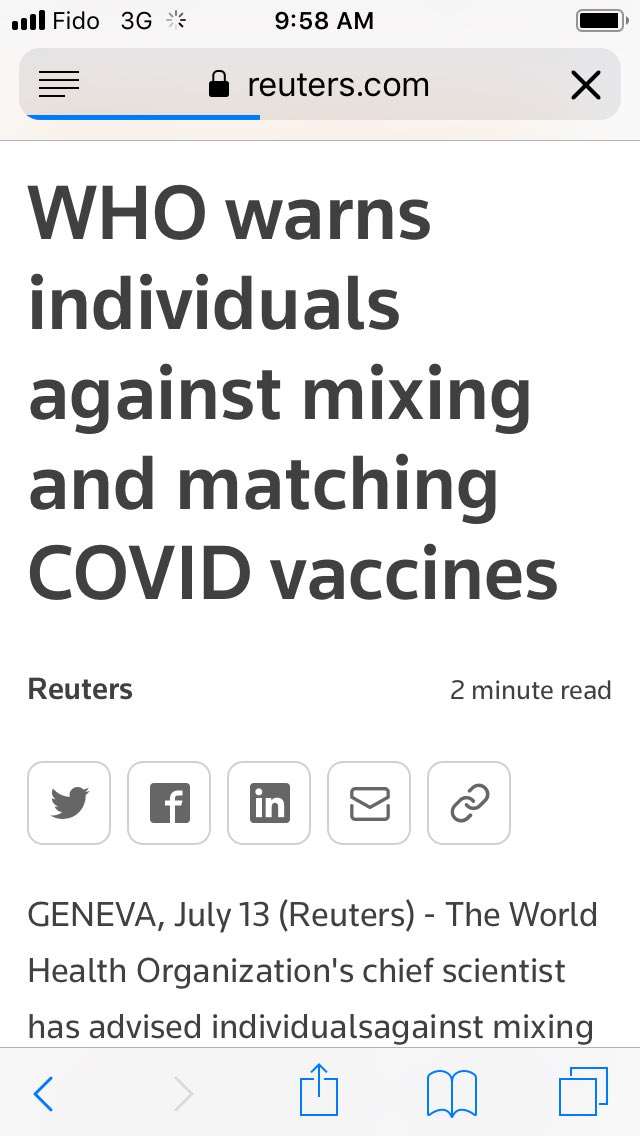 Fido 3G 9:58 AM
reuters.com
WHO warns
individuals
against mixing
and matching
COVID vaccines
Reuters 2 minute read
GENEVA, July 13 (Reuters) - The World
Health Organization's chief scientist
has advised individualsagainst mixing